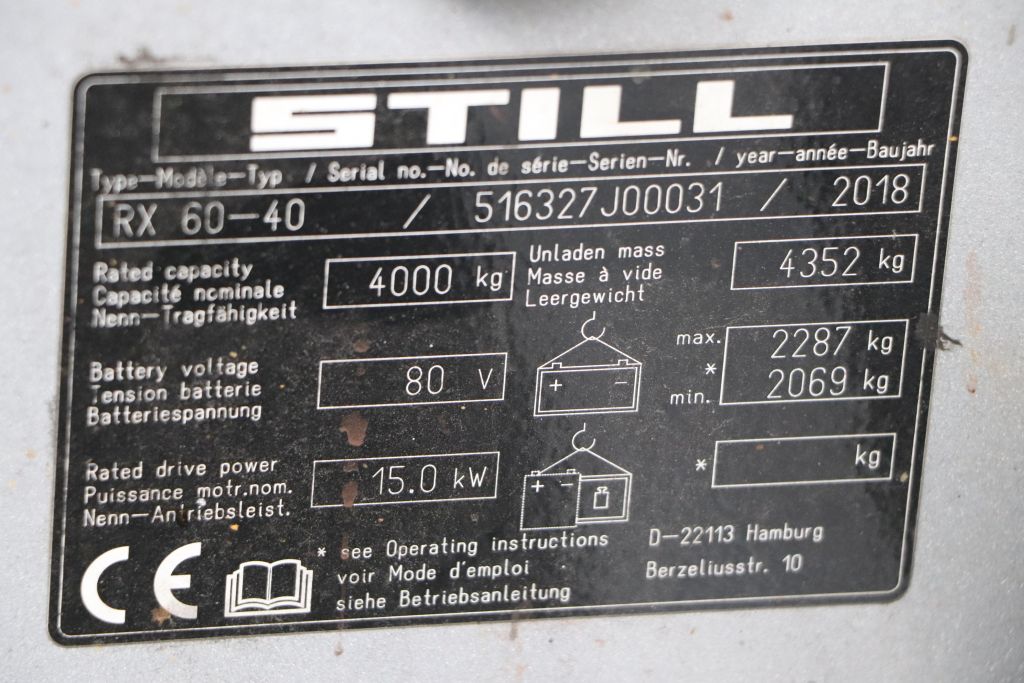 STILL
Type-Modèle-Typ / Serial no.-No. de série-Serien-Nr. / year-année-Baujahr
RX 60-40 / 516327J00031 / 2018
Rated capacity
Capacité nominale
Nenn-Tragfähigkeit
4000 kg
Unladen mass
Masse à vide
Leergewicht
4352 kg
Battery voltage
Tension batterie
Batteriespannung
80 V
+ -
max. 2287 kg
*
min. 2069 kg
Rated drive power
Puissance motr.nom.
Nenn-Antriebsleist.
15.0 kW
+ -
* kg
CE
* see Operating instructions
voir Mode d'emploi
siehe Betriebsanleitung
D-22113 Hamburg
Berzeliusstr. 10